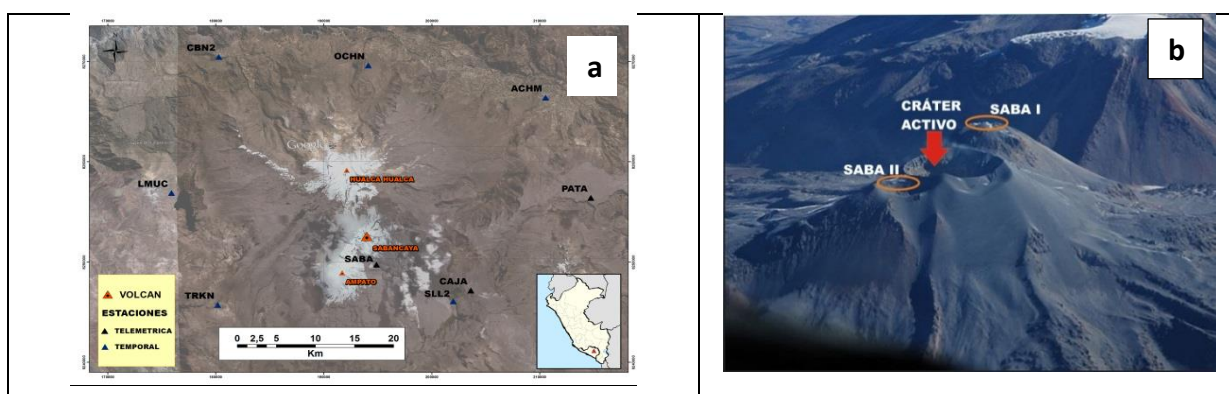 a
CBN2
OCHN
ACHM
Google
HUALCA HUALCA
LMUC
PATA
SABANCAYA
SABA
AMPATO
CAJA
SLL2
TRKN
VOLCAN
ESTACIONES
TELEMETRICA
TEMPORAL
0 2,5 5 10 15 20
Km
b
SABA I
CRÁTER
ACTIVO
SABA II